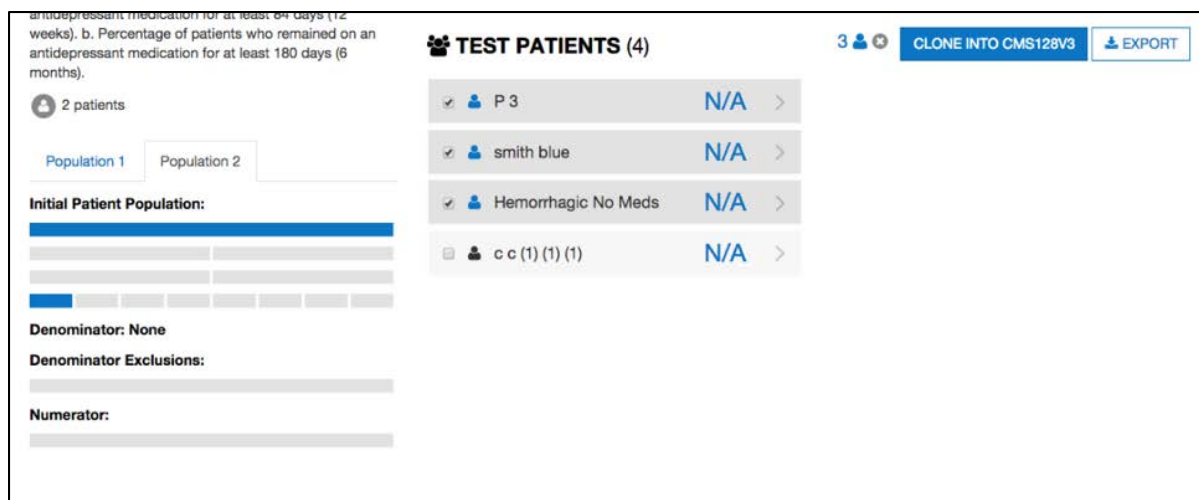 antidepressant medication for at least 84 days (12
weeks). b. Percentage of patients who remained on an
antidepressant medication for at least 180 days (6
months).
2 patients
Population 1 Population 2
Initial Patient Population:
Denominator: None
Denominator Exclusions:
Numerator:
TEST PATIENTS (4)
P 3 N/A
smith blue N/A
Hemorrhagic No Meds N/A
c c (1) (1) (1) N/A
3 CLONE INTO CMS128V3 EXPORT